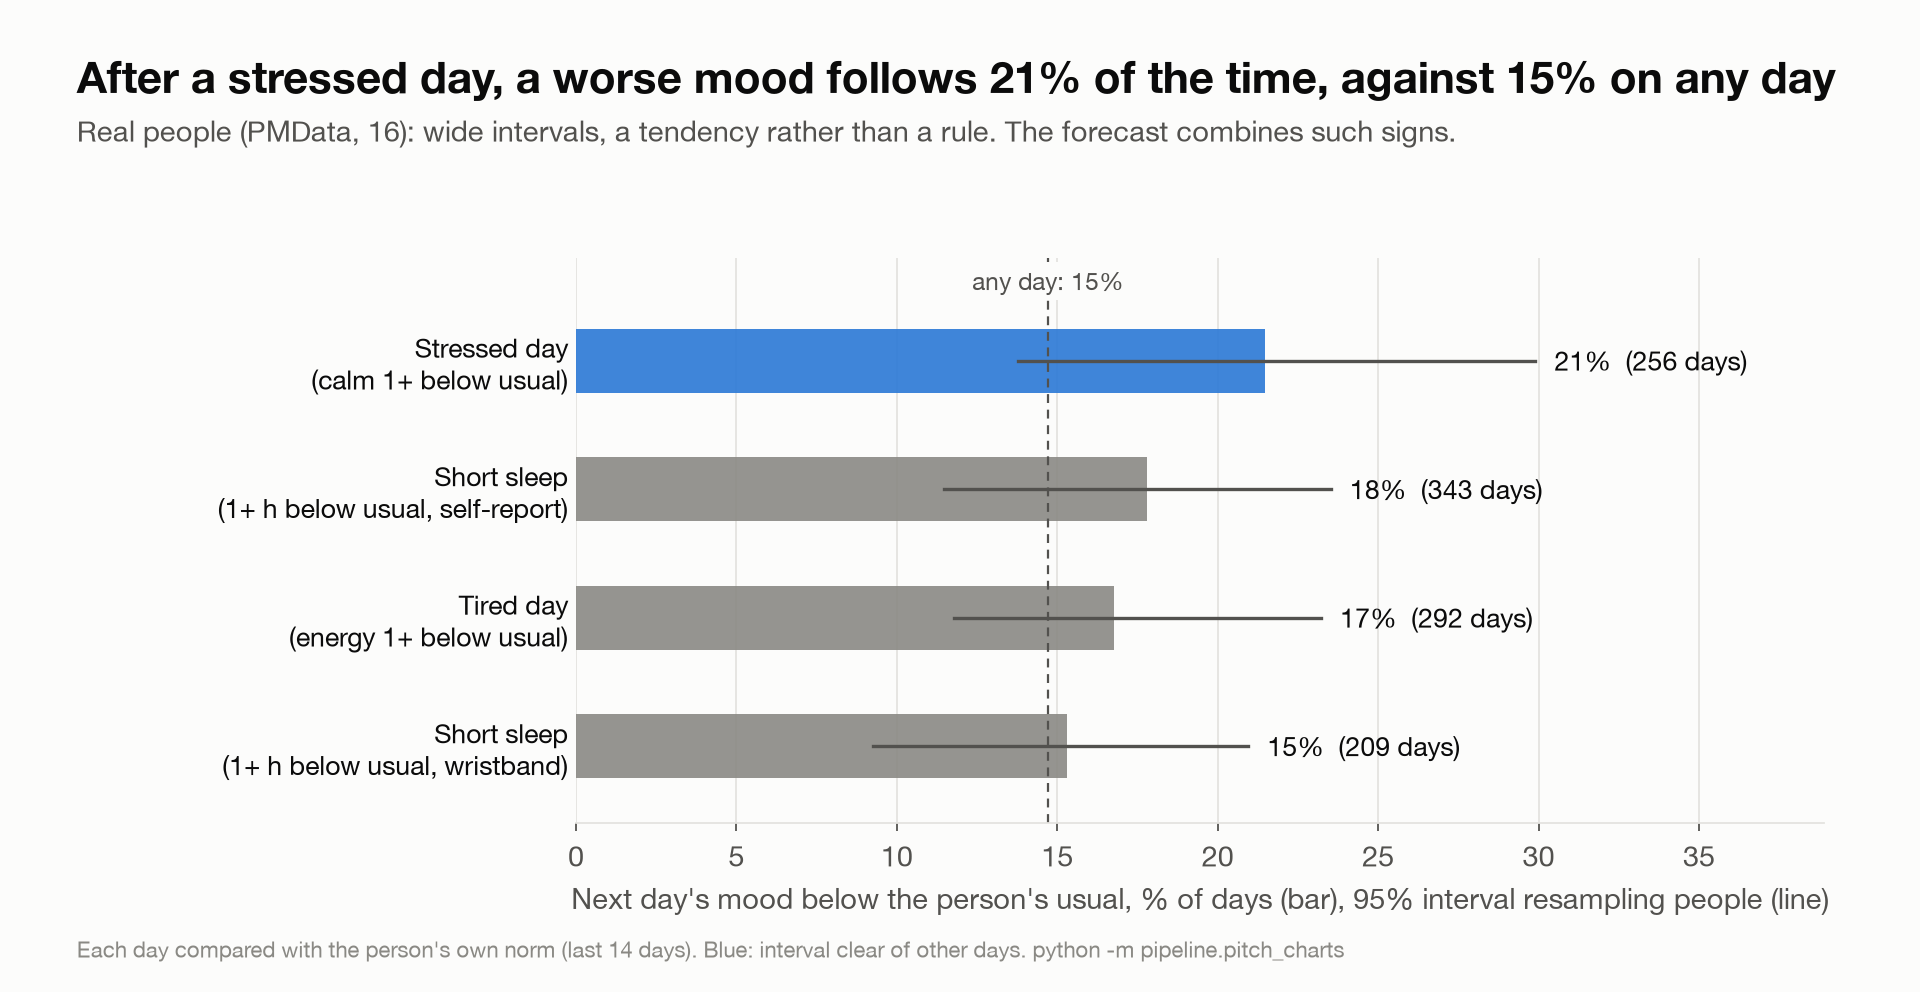 After a stressed day, a worse mood follows 21% of the time, against 15% on any day
Real people (PMData, 16): wide intervals, a tendency rather than a rule. The forecast combines such signs.
any day: 15%
Stressed day
(calm 1+ below usual)
21% (256 days)
Short sleep
(1+ h below usual, self-report)
18% (343 days)
Tired day
(energy 1+ below usual)
17% (292 days)
Short sleep
(1+ h below usual, wristband)
15% (209 days)
0 5 10 15 20 25 30 35
Next day's mood below the person's usual, % of days (bar), 95% interval resampling people (line)
Each day compared with the person's own norm (last 14 days). Blue: interval clear of other days. python -m pipeline.pitch_charts